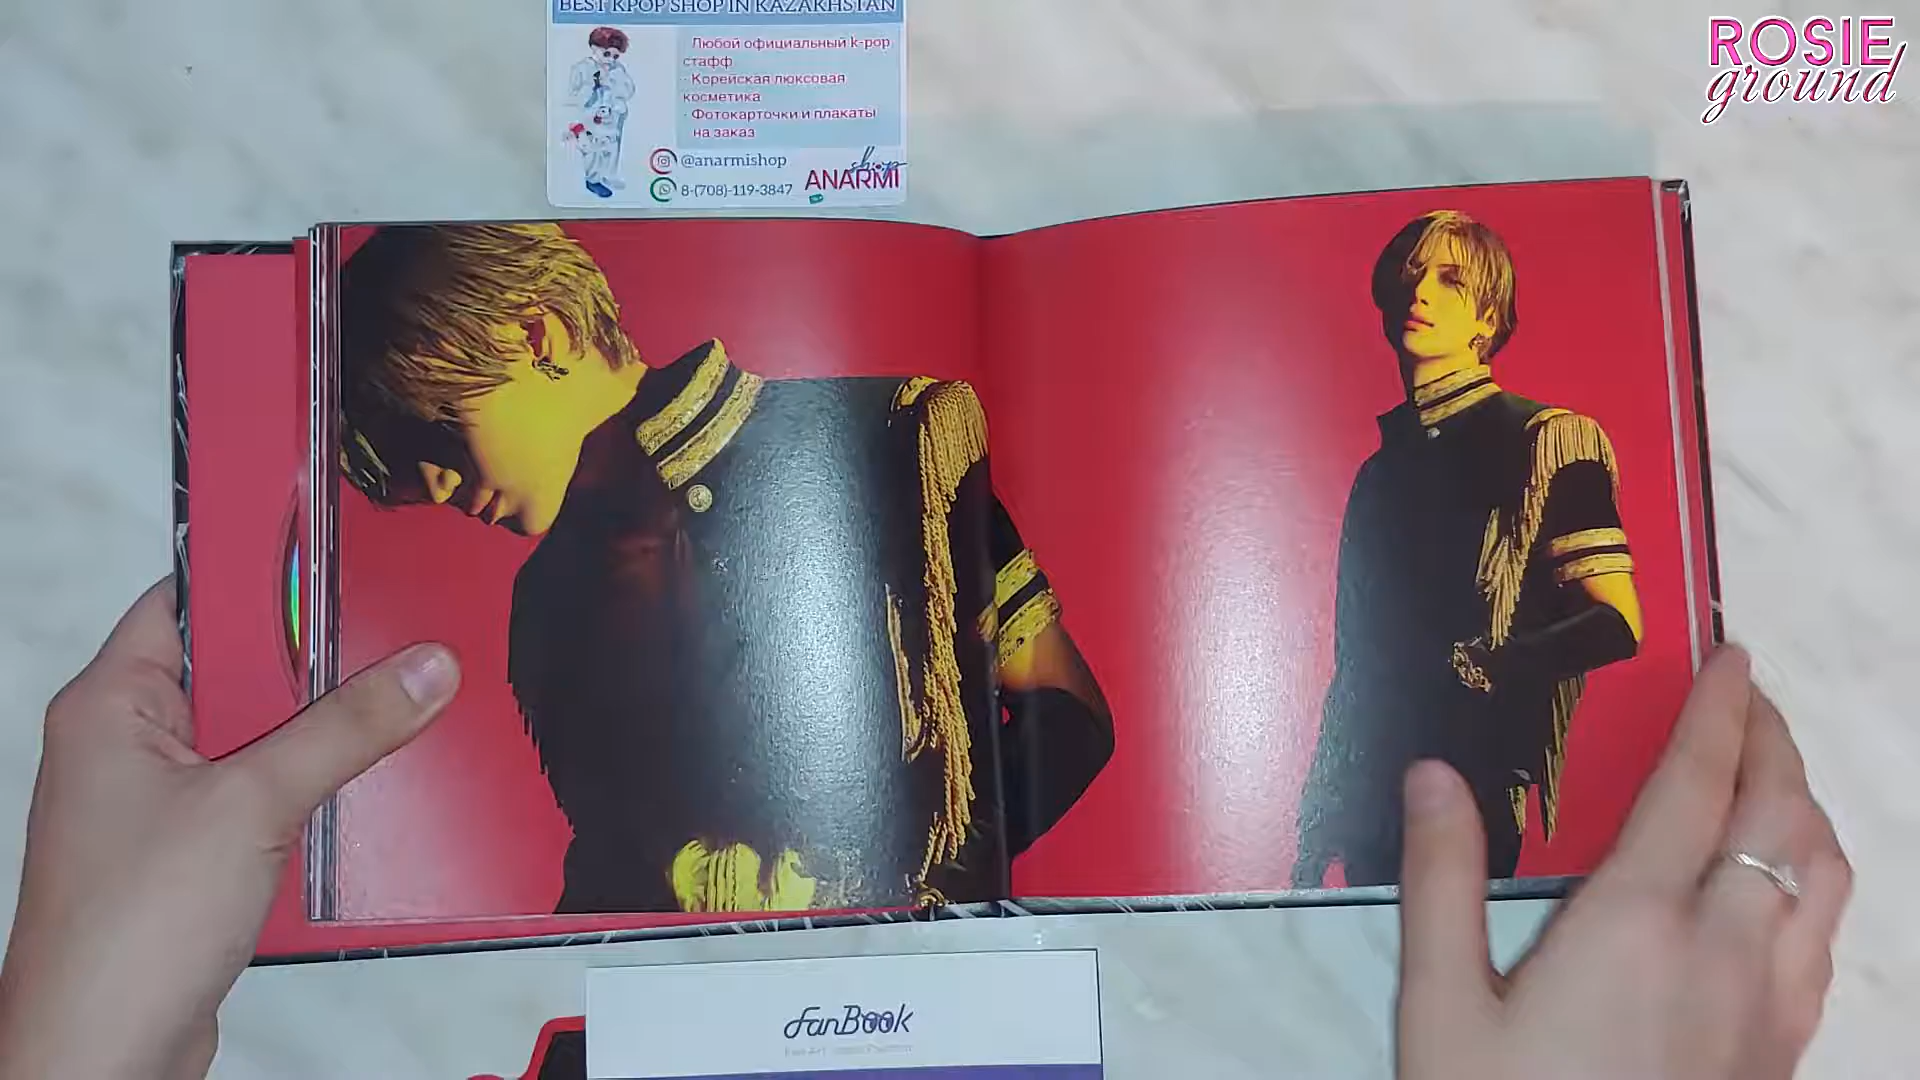 BEST KPOP SHOP IN KAZAKHSTAN
Любой официальный k-pop
стафф
- Корейская люксовая
косметика
- Фотокарточки и плакаты
на заказ
@anarmishop
8-(708)-119-3847
shop
ANARMI
ROSIE
ground
FanBook